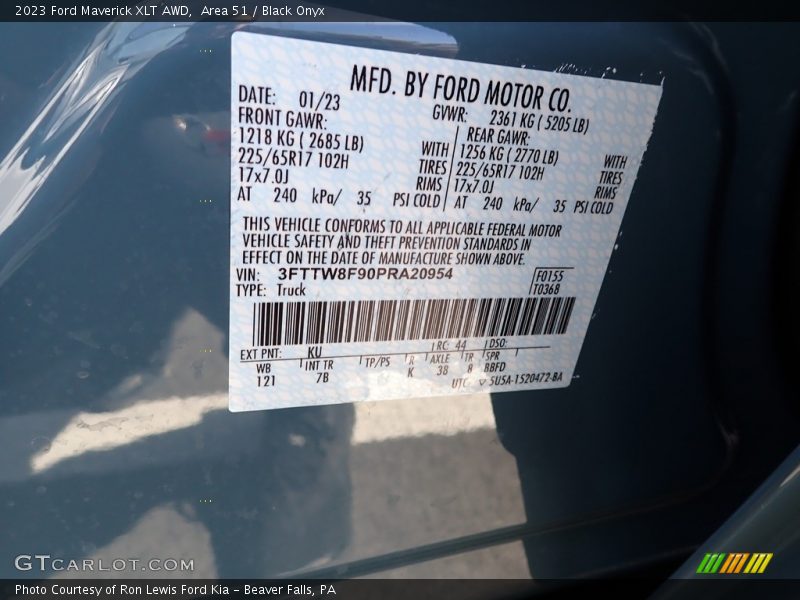 2023 Ford Maverick XLT AWD,  Area 51 / Black Onyx
MFD. BY FORD MOTOR CO.
DATE: 01/23 GVWR: 2361 KG ( 5205 LB)
FRONT GAWR: REAR GAWR:
1218 KG ( 2685 LB) WITH 1256 KG ( 2770 LB) WITH
225/65R17 102H TIRES 225/65R17 102H TIRES
17x7.0J RIMS 17x7.0J RIMS
AT 240 kPa/ 35 PSI COLD AT 240 kPa/ 35 PSI COLD
THIS VEHICLE CONFORMS TO ALL APPLICABLE FEDERAL MOTOR
VEHICLE SAFETY AND THEFT PREVENTION STANDARDS IN
EFFECT ON THE DATE OF MANUFACTURE SHOWN ABOVE.
VIN: 3FTTW8F90PRA20954 F0155
TYPE: Truck T0368
EXT PNT: KU RC: 44 DSO:
WB INT TR TP/PS R AXLE TR SPR
121 7B K 38 8 BBFD
UTC ▽ 5U5A-1520472-BA
GTCARLOT.COM
Photo Courtesy of Ron Lewis Ford Kia – Beaver Falls, PA